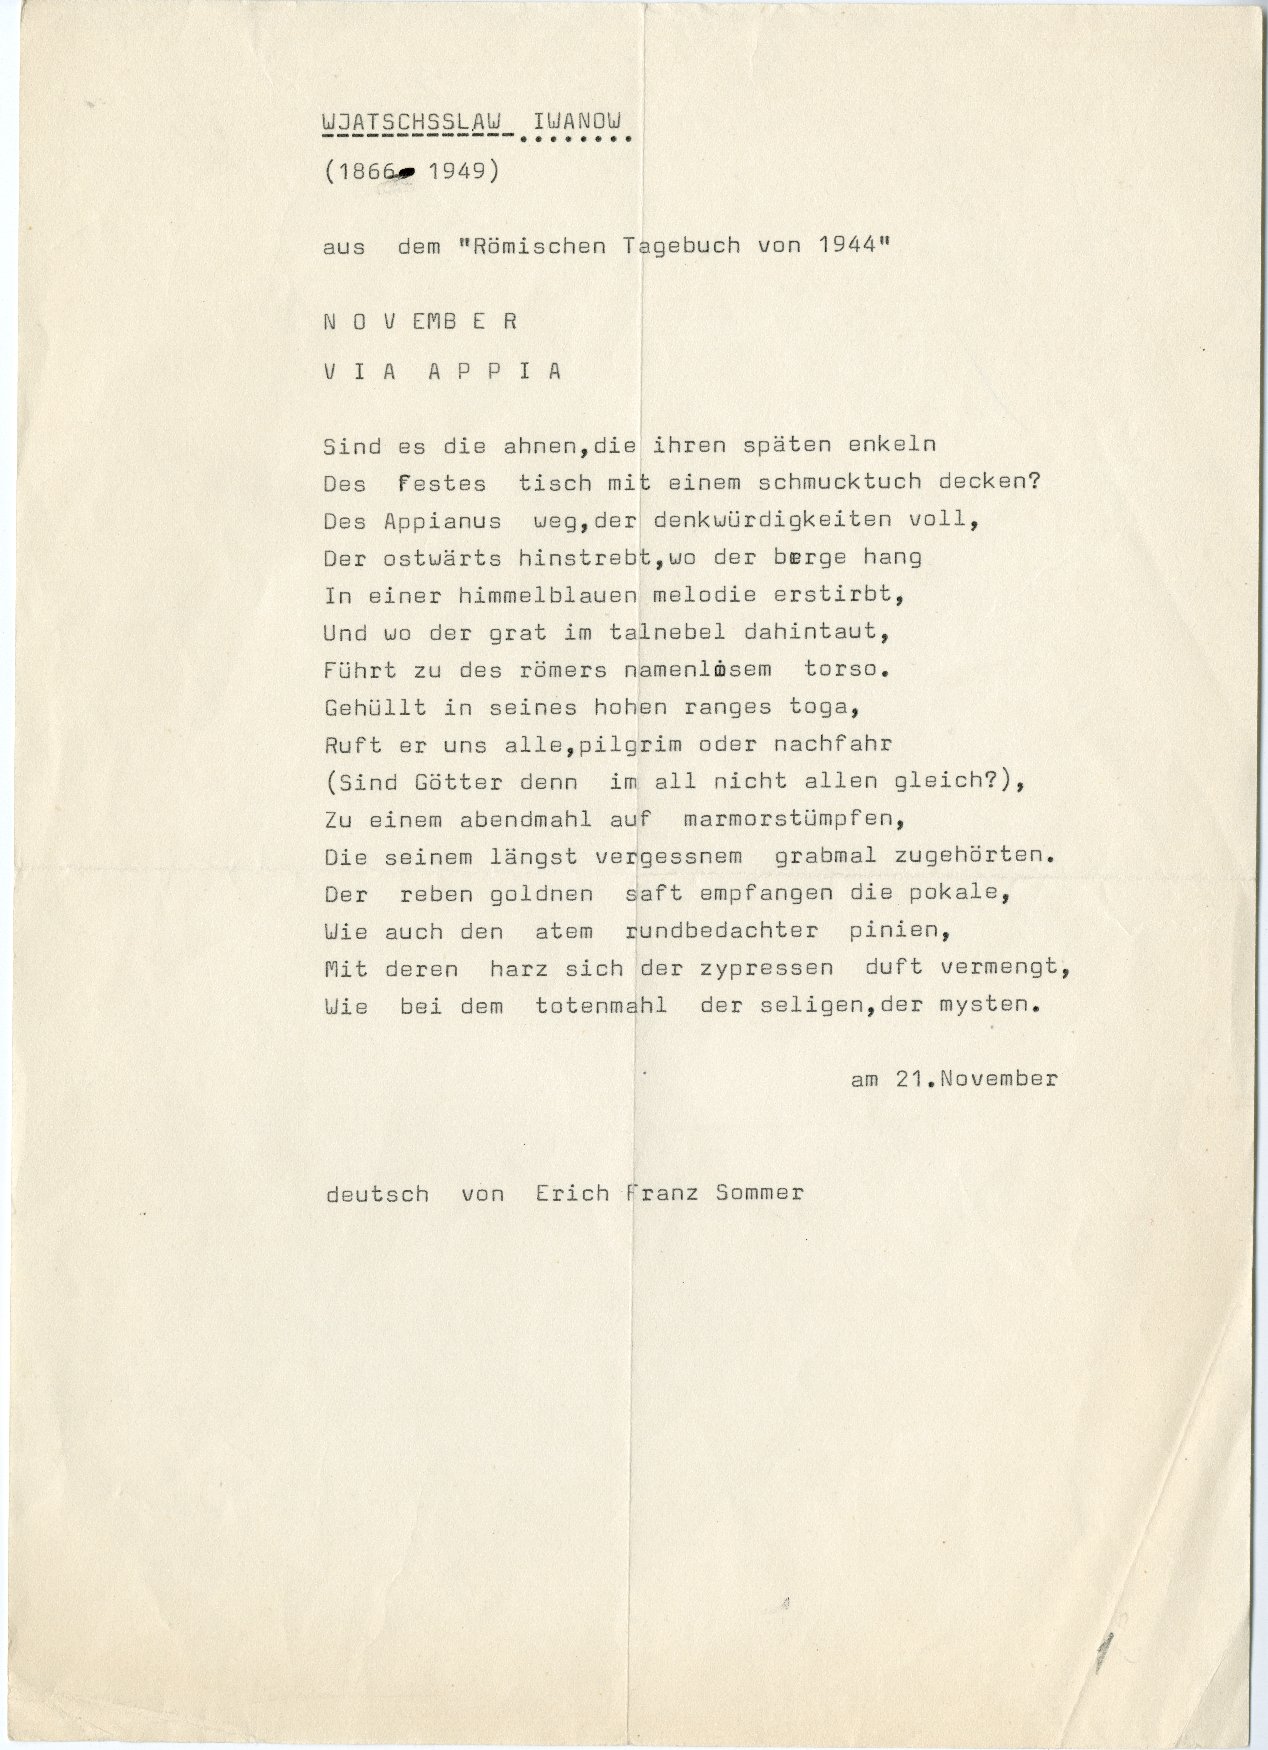 WJATSCHSSLAW IWANOW
(1866- 1949)
aus dem "Römischen Tagebuch von 1944"
N O V EMB E R
V I A A P P I A
Sind es die ahnen,die ihren späten enkeln
Des festes tisch mit einem schmucktuch decken?
Des Appianus weg,der denkwürdigkeiten voll,
Der ostwärts hinstrebt,wo der berge hang
In einer himmelblauen melodie erstirbt,
Und wo der grat im talnebel dahintaut,
Führt zu des römers namenlosem torso.
Gehüllt in seines hohen ranges toga,
Ruft er uns alle,pilgrim oder nachfahr
(Sind Götter denn im all nicht allen gleich?),
Zu einem abendmahl auf marmorstümpfen,
Die seinem längst vergessnem grabmal zugehörten.
Der reben goldnen saft empfangen die pokale,
Wie auch den atem rundbedachter pinien,
Mit deren harz sich der zypressen duft vermengt,
Wie bei dem totenmahl der seligen,der mysten.
am 21.November
deutsch von Erich Franz Sommer